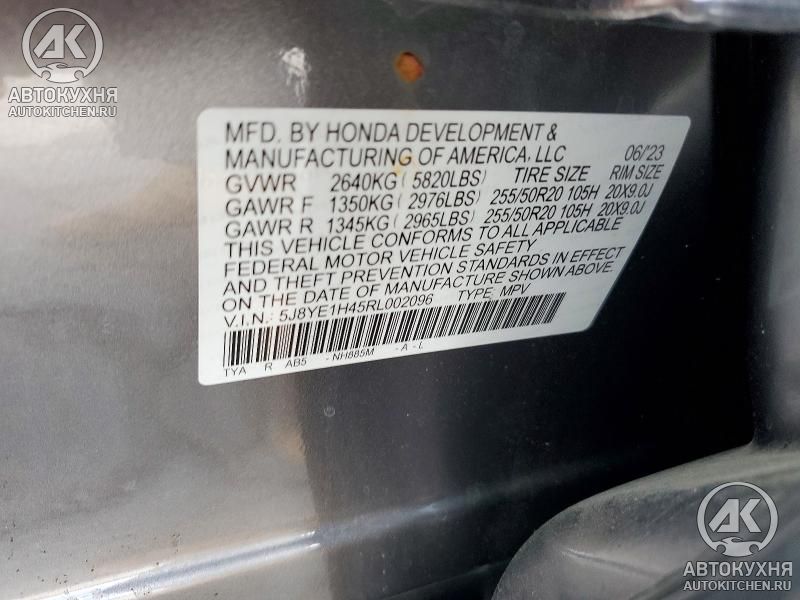 AK
АВТОКУХНЯ
AUTOKITCHEN.RU
MFD. BY HONDA DEVELOPMENT &
MANUFACTURING OF AMERICA, LLC 06/23
GVWR 2640KG ( 5820LBS) TIRE SIZE RIM SIZE
GAWR F 1350KG ( 2976LBS) 255/50R20 105H 20X9.0J
GAWR R 1345KG ( 2965LBS) 255/50R20 105H 20X9.0J
THIS VEHICLE CONFORMS TO ALL APPLICABLE
FEDERAL MOTOR VEHICLE SAFETY
AND THEFT PREVENTION STANDARDS IN EFFECT
ON THE DATE OF MANUFACTURE SHOWN ABOVE.
V.I.N.: 5J8YE1H45RL002096 TYPE: MPV
TYA R AB5 - NH885M - A - L
AK
АВТОКУХНЯ
AUTOKITCHEN.RU